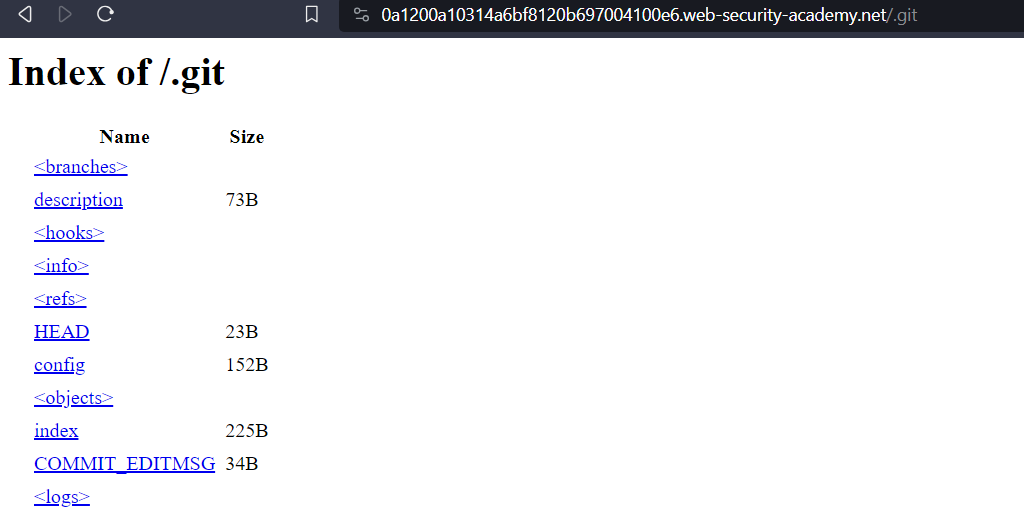 0a1200a10314a6bf8120b697004100e6.web-security-academy.net/.git
Index of /.git
Name Size
<branches>
description 73B
<hooks>
<info>
<refs>
HEAD 23B
config 152B
<objects>
index 225B
COMMIT_EDITMSG 34B
<logs>